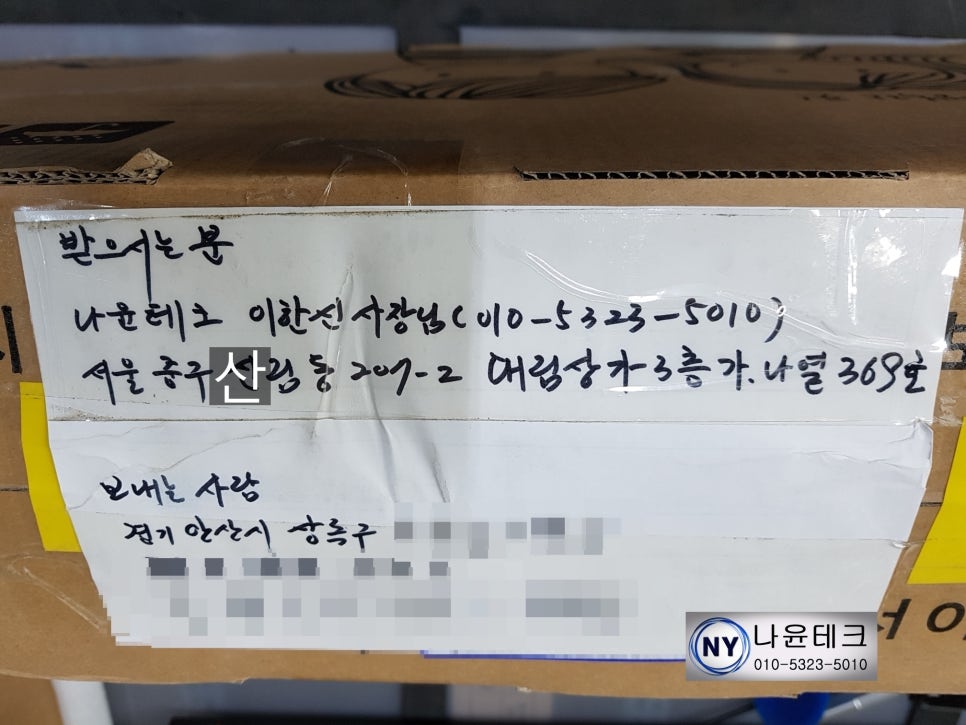 받으시는 분
나윤테크 이한신 사장님 (010-5323-5010)
서울 중구 산림동 207-2 대림상가 3층 가.나열 369호
보내는 사람
경기 안산시 상록구
NY 나윤테크
010-5323-5010